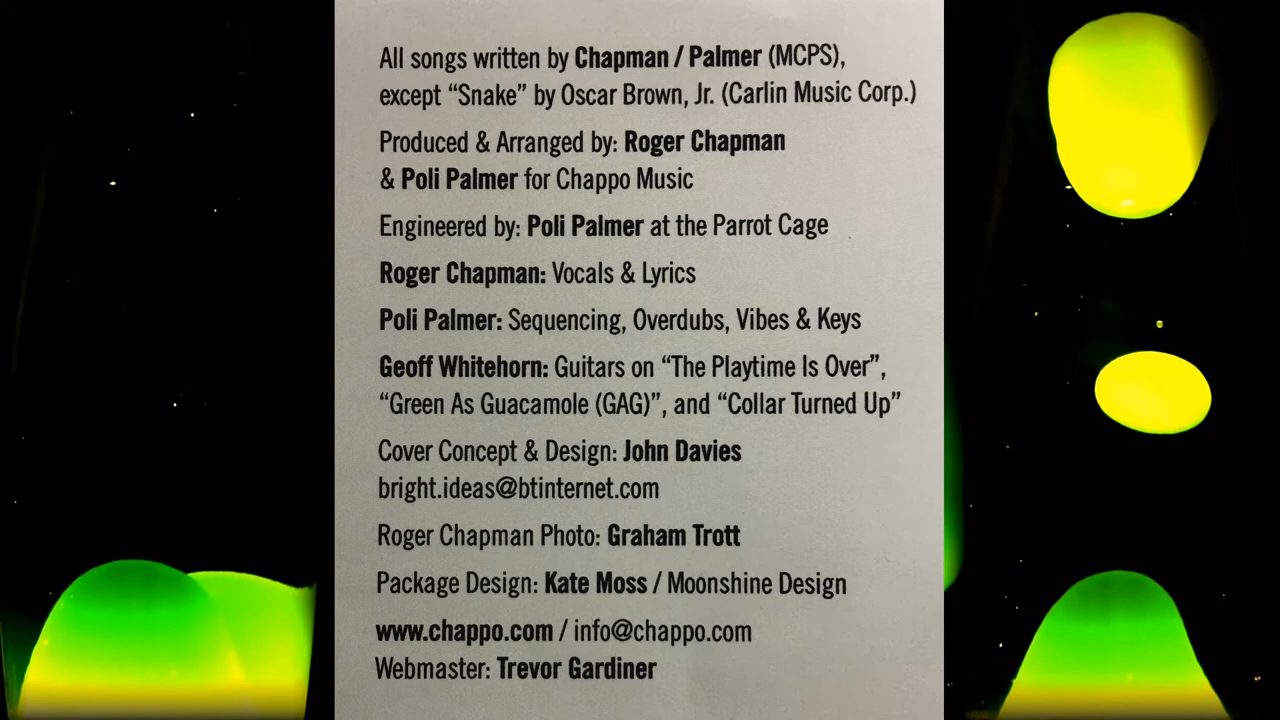 All songs written by Chapman / Palmer (MCPS),
except “Snake” by Oscar Brown, Jr. (Carlin Music Corp.)
Produced & Arranged by: Roger Chapman
& Poli Palmer for Chappo Music
Engineered by: Poli Palmer at the Parrot Cage
Roger Chapman: Vocals & Lyrics
Poli Palmer: Sequencing, Overdubs, Vibes & Keys
Geoff Whitehorn: Guitars on “The Playtime Is Over”,
“Green As Guacamole (GAG)”, and “Collar Turned Up”
Cover Concept & Design: John Davies
bright.ideas@btinternet.com
Roger Chapman Photo: Graham Trott
Package Design: Kate Moss / Moonshine Design
www.chappo.com / info@chappo.com
Webmaster: Trevor Gardiner